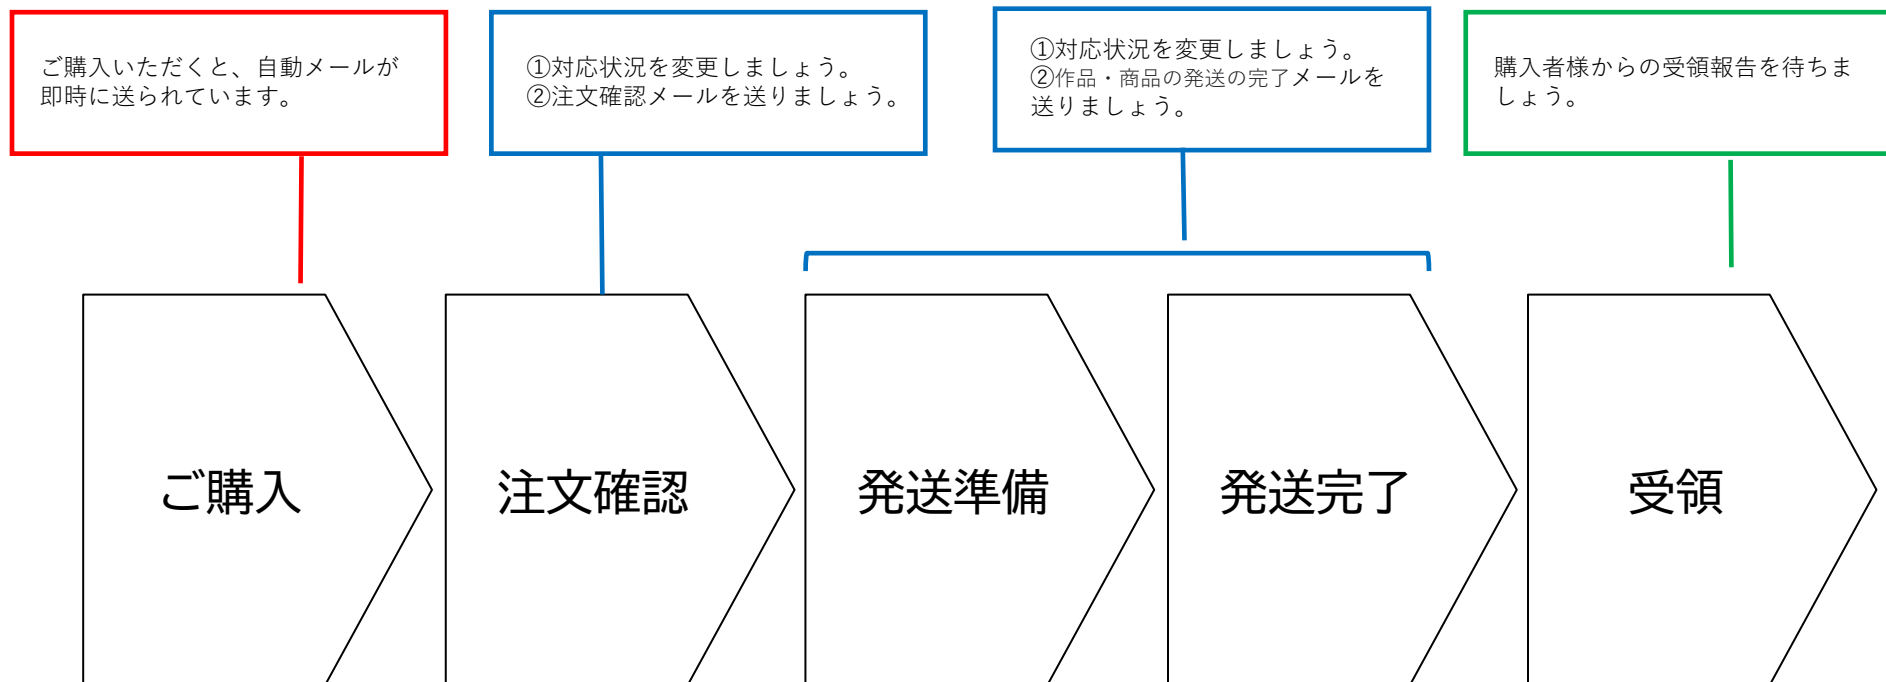 ご購入いただくと、自動メールが
即時に送られています。
①対応状況を変更しましょう。
②注文確認メールを送りましょう。
①対応状況を変更しましょう。
②作品・商品の発送の完了メールを
送りましょう。
購入者様からの受領報告を待ちま
しょう。
ご購入
注文確認
発送準備
発送完了
受領